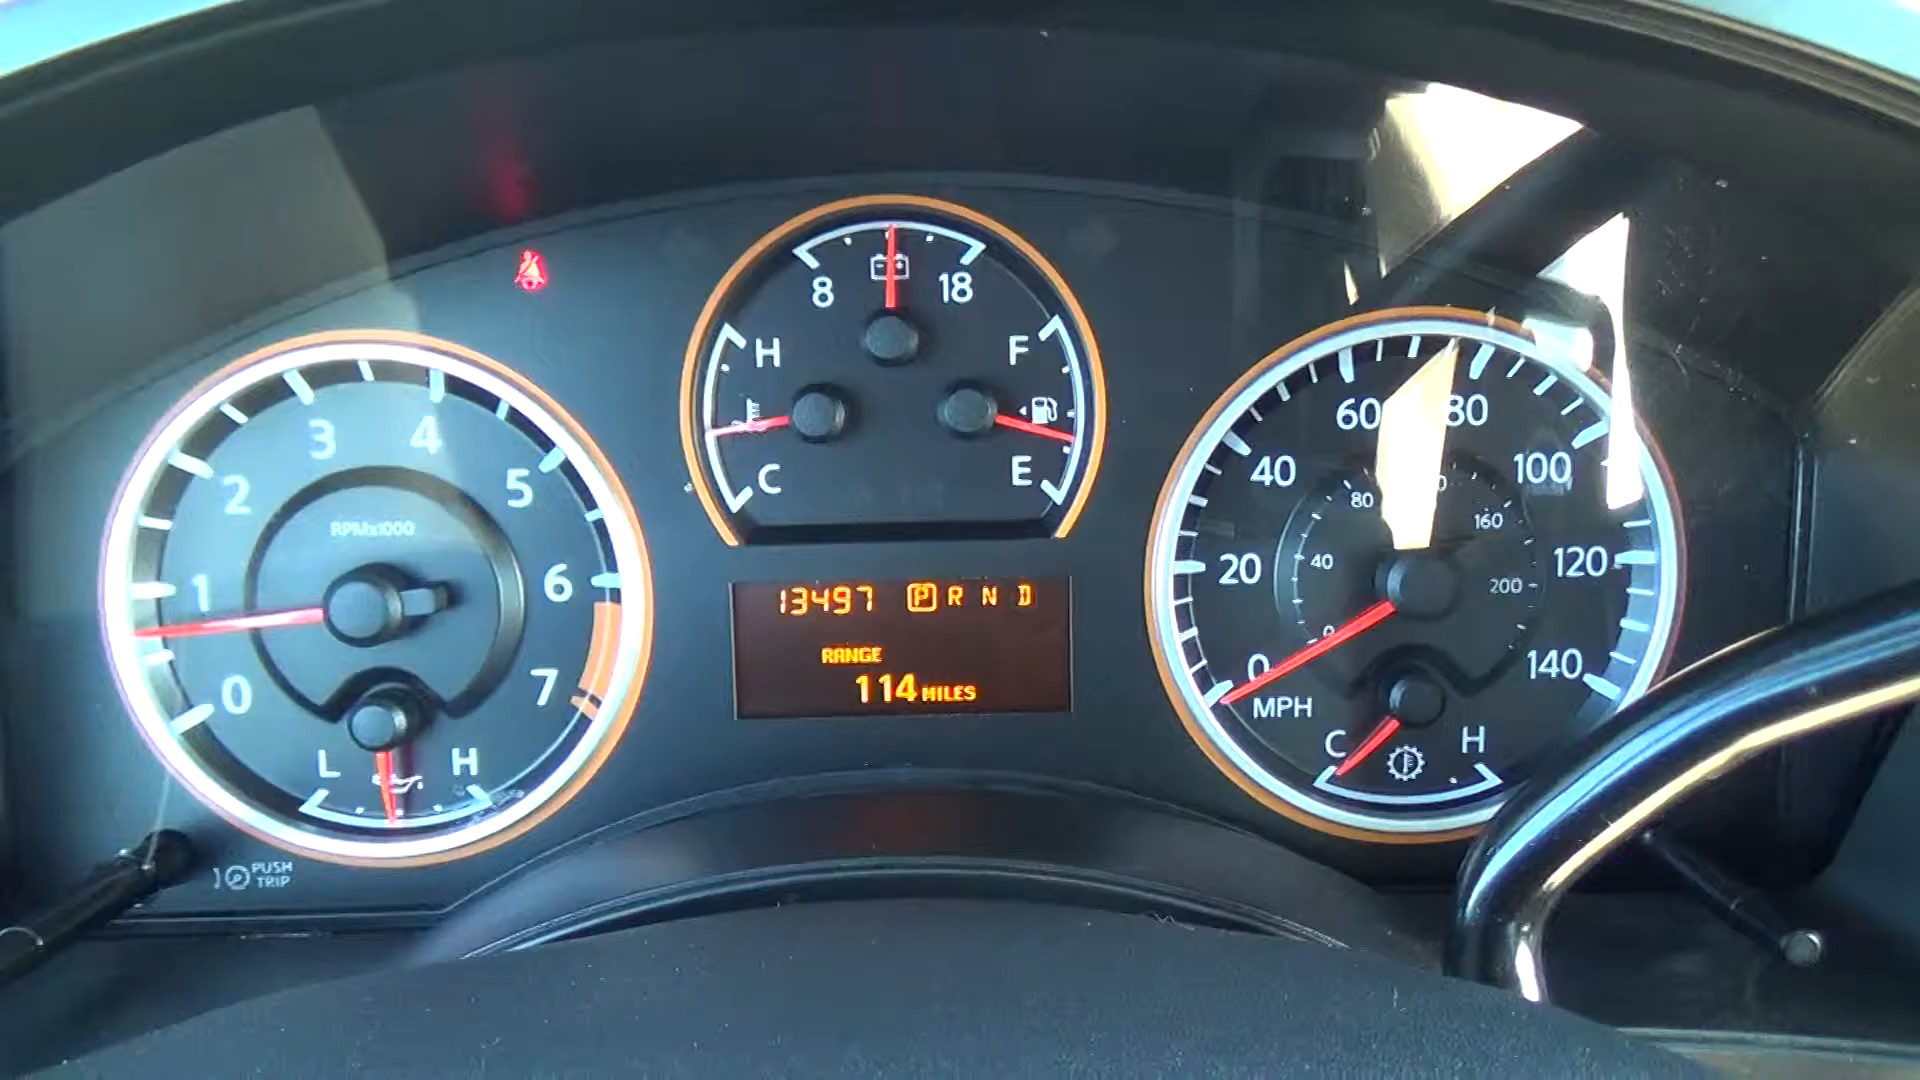 8 18
H F
C E
3 4
2 5
RPMx1000
1 6
0 7
L H
PUSH
TRIP
13497 P R N D
RANGE
114 MILES
60 80
40 100
80 160
20 40 200 120
0
0 140
MPH
C H